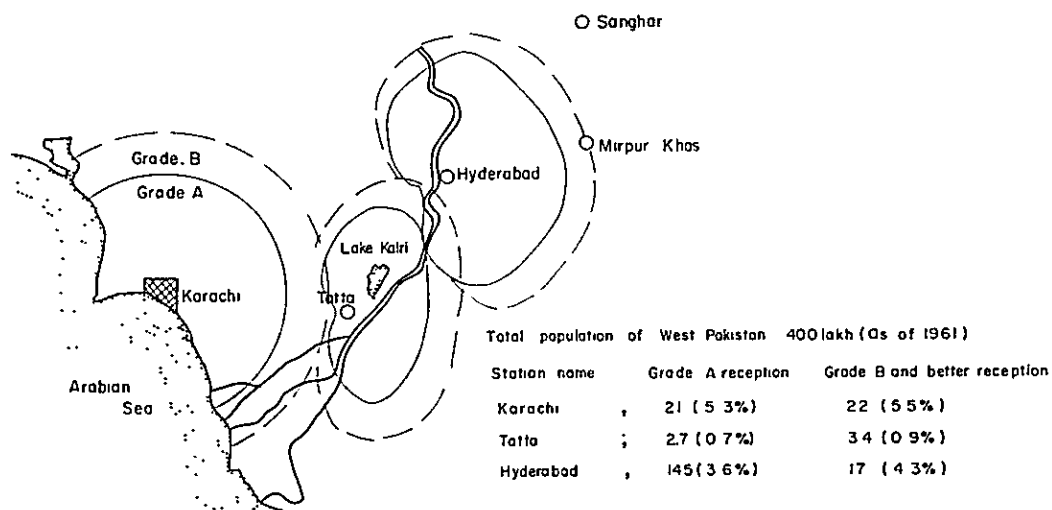 Sanghar
Mirpur Khas
Grade. B
Grade A
Hyderabad
Lake Kalri
Karachi
Tatta
Arabian
Sea
Total population of West Pakistan 400 lakh (as of 1961)
Station name Grade A reception Grade B and better reception
Karachi , 21 (5 3%) 22 (5 5%)
Tatta ; 2.7 (0 7%) 3 4 (0 9%)
Hyderabad , 145 (3 6%) 17 (4 3%)